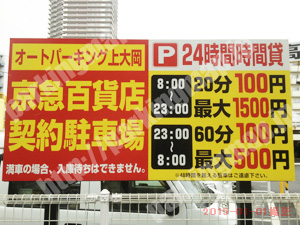 オートパーキング上大岡
京急百貨店
契約駐車場
満車の場合、入庫待ちはできません。
P 24時間時間貸
8:00 20分100円
~
23:00 最大1500円
23:00 60分100円
~
8:00 最大500円